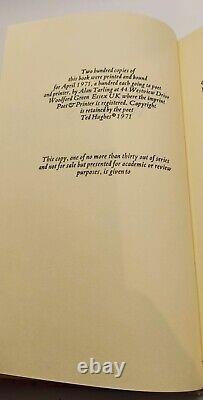 Two hundred copies of
this book were printed and bound
for April 1971, a hundred each going to poet
and printer, by Alan Tarling at 44 Westview Drive
Woodford Green Essex UK where the imprint
Poet & Printer is registered. Copyright
is retained by the poet
Ted Hughes © 1971
This copy, one of no more than thirty out of series
and not for sale but presented for academic or review
purposes, is given to